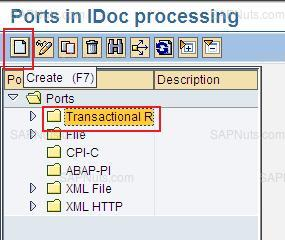 Ports in IDoc processing
Po
Description
Create (F7)
Ports
Transactional R
File
CPI-C
ABAP-PI
XML File
XML HTTP
SAPNuts.com